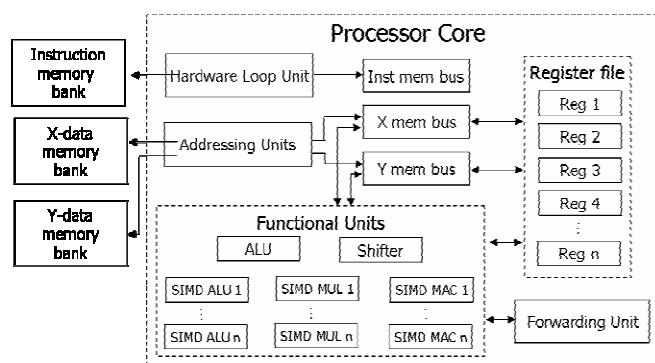 Processor Core
Instruction
memory
bank
Hardware Loop Unit
Inst mem bus
Register file
Reg 1
Reg 2
Reg 3
Reg 4
⋮
Reg n
X-data
memory
bank
Addressing Units
X mem bus
Y mem bus
Y-data
memory
bank
Functional Units
ALU
Shifter
SIMD ALU 1
SIMD MUL 1
SIMD MAC 1
⋮
⋮
⋮
SIMD ALU n
SIMD MUL n
SIMD MAC n
Forwarding Unit